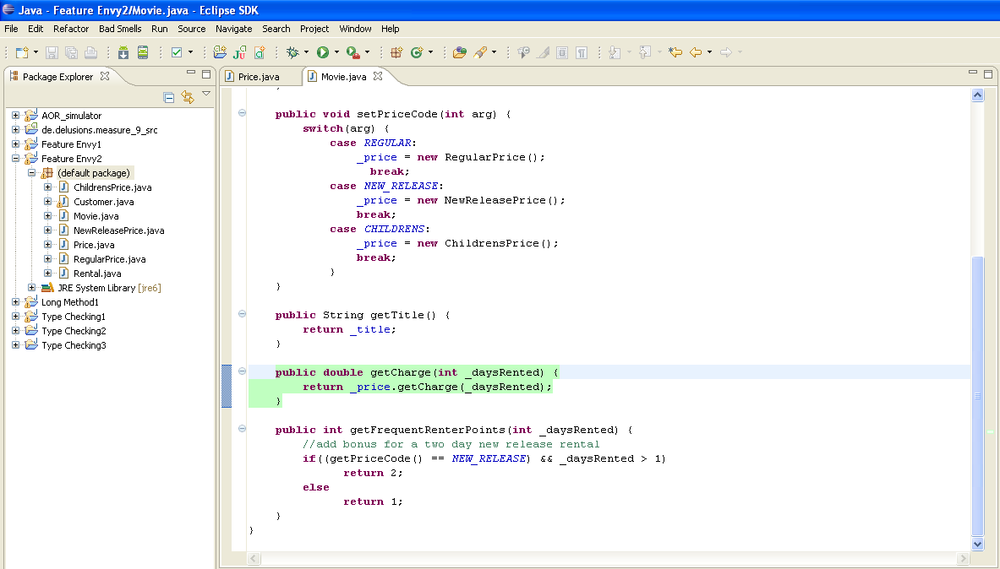 Java - Feature Envy2/Movie.java - Eclipse SDK
File Edit Refactor Bad Smells Run Source Navigate Search Project Window Help
Package Explorer
AOR_simulator
de.delusions.measure_9_src
Feature Envy1
Feature Envy2
(default package)
ChildrensPrice.java
Customer.java
Movie.java
NewReleasePrice.java
Price.java
RegularPrice.java
Rental.java
JRE System Library [jre6]
Long Method1
Type Checking1
Type Checking2
Type Checking3
Price.java Movie.java
public void setPriceCode(int arg) {
switch(arg) {
case REGULAR:
_price = new RegularPrice();
break;
case NEW_RELEASE:
_price = new NewReleasePrice();
break;
case CHILDRENS:
_price = new ChildrensPrice();
break;
}
}
public String getTitle() {
return _title;
}
public double getCharge(int _daysRented) {
return _price.getCharge(_daysRented);
}
public int getFrequentRenterPoints(int _daysRented) {
//add bonus for a two day new release rental
if((getPriceCode() == NEW_RELEASE) && _daysRented > 1)
return 2;
else
return 1;
}
}